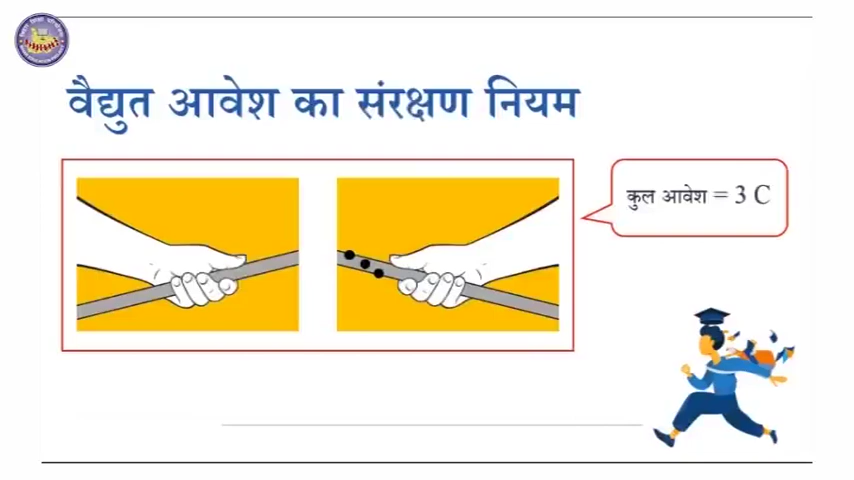 वैद्युत आवेश का संरक्षण नियम
कुल आवेश = 3 C